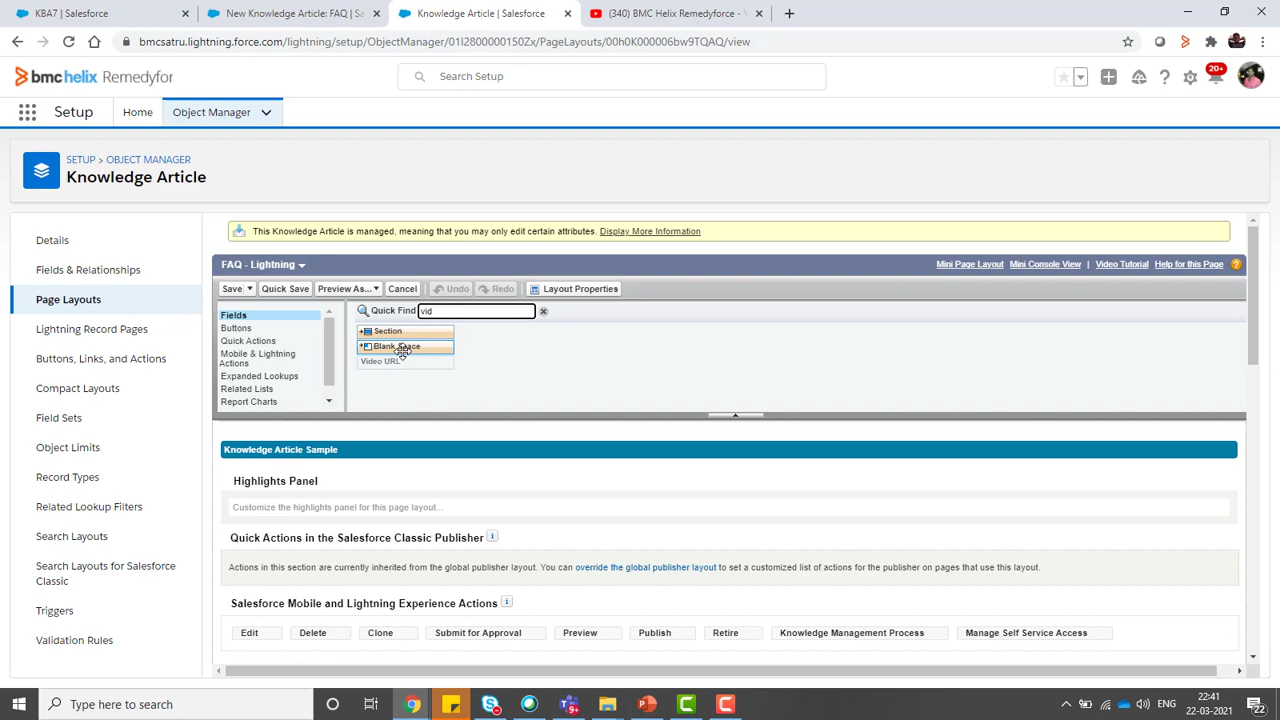 KBA7 | Salesforce
New Knowledge Article: FAQ | Sa
Knowledge Article | Salesforce
(340) BMC Helix Remedyforce - Y
bmcsatru.lightning.force.com/lightning/setup/ObjectManager/01I2800000150Zx/PageLayouts/00h0K000006bw9TQAQ/view
bmc helix Remedyfor
Search Setup
20+
Setup
Home
Object Manager
SETUP > OBJECT MANAGER
Knowledge Article
Details
Fields & Relationships
Page Layouts
Lightning Record Pages
Buttons, Links, and Actions
Compact Layouts
Field Sets
Object Limits
Record Types
Related Lookup Filters
Search Layouts
Search Layouts for Salesforce
Classic
Triggers
Validation Rules
This Knowledge Article is managed, meaning that you may only edit certain attributes. Display More Information
FAQ - Lightning
Mini Page Layout Mini Console View | Video Tutorial Help for this Page
Save Quick Save Preview As... Cancel Undo Redo Layout Properties
Fields
Buttons
Quick Actions
Mobile & Lightning
Actions
Expanded Lookups
Related Lists
Report Charts
Quick Find vid
Section
Blank Space
Video URL
Knowledge Article Sample
Highlights Panel
Customize the highlights panel for this page layout...
Quick Actions in the Salesforce Classic Publisher
Actions in this section are currently inherited from the global publisher layout. You can override the global publisher layout to set a customized list of actions for the publisher on pages that use this layout.
Salesforce Mobile and Lightning Experience Actions
Edit Delete Clone Submit for Approval Preview Publish Retire Knowledge Management Process Manage Self Service Access
Type here to search
9+
ENG
22:41
22-03-2021
22